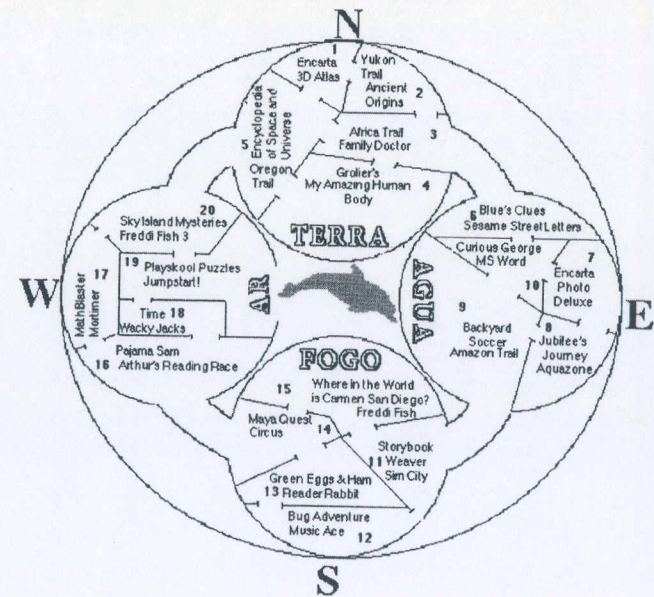 N
1
Encarta
3D Atlas
Yukon
Trail
Ancient
Origins
2
3
Africa Trail
Family Doctor
5
Encyclopedia
of Space and
Universe
Oregon
Trail
Grolier's
My Amazing Human
Body
4
TERRA
20
Sky Island Mysteries
Freddi Fish 3
19
Playskool Puzzles
Jumpstart!
17
MathBlaster
Mortimer
Time 18
Wacky Jacks
Pajama Sam
16 Arthur's Reading Race
W
AR
AGUA
6
Blue's Clues
Sesame Street Letters
Curious George
MS Word
7
Encarta
Photo
Deluxe
10
9
Backyard
Soccer
Amazon Trail
8
Jubilee's
Journey
Aquazone
E
FOGO
15
Where in the World
is Carmen San Diego?
Freddi Fish
Maya Quest
Circus
14
Storybook
11 Weaver
Sim City
Green Eggs & Ham
13 Reader Rabbit
Bug Adventure
Music Ace
12
S